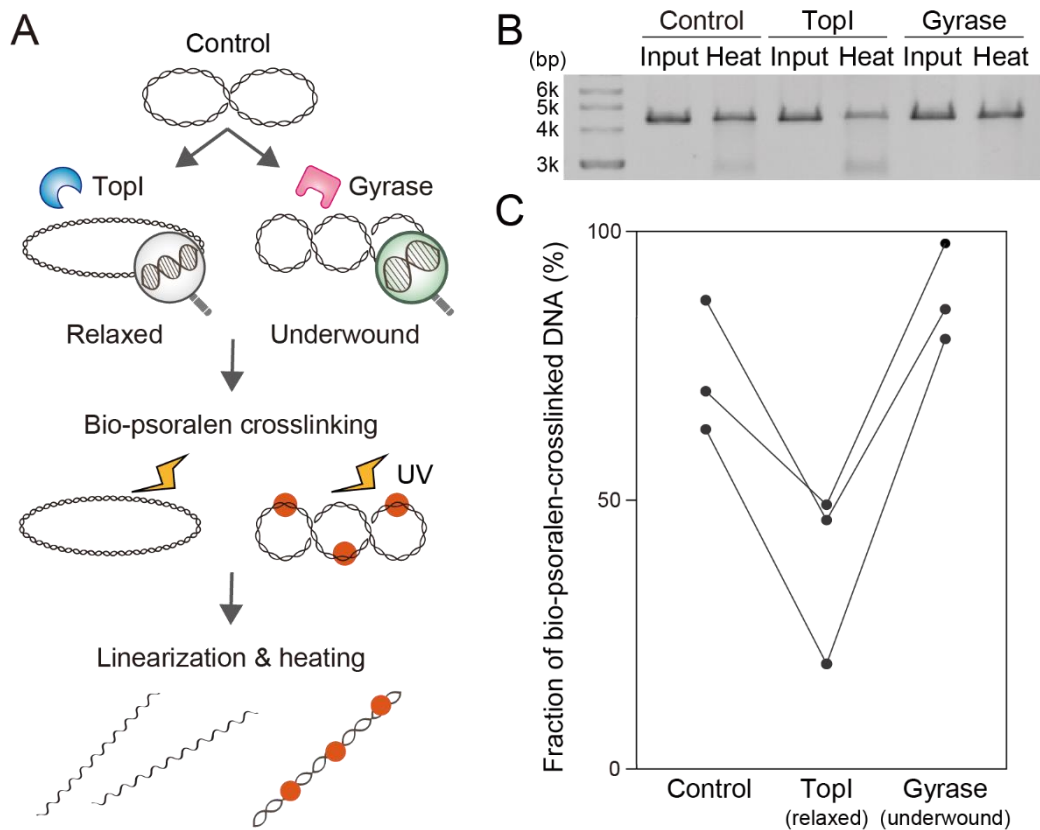 A
Control
TopI
Gyrase
Relaxed
Underwound
Bio-psoralen crosslinking
UV
Linearization & heating
B
Control TopI Gyrase
(bp) Input Heat Input Heat Input Heat
6k
5k
4k
3k
C
Fraction of bio-psoralen-crosslinked DNA (%)
100
50
0
Control TopI Gyrase
(relaxed) (underwound)